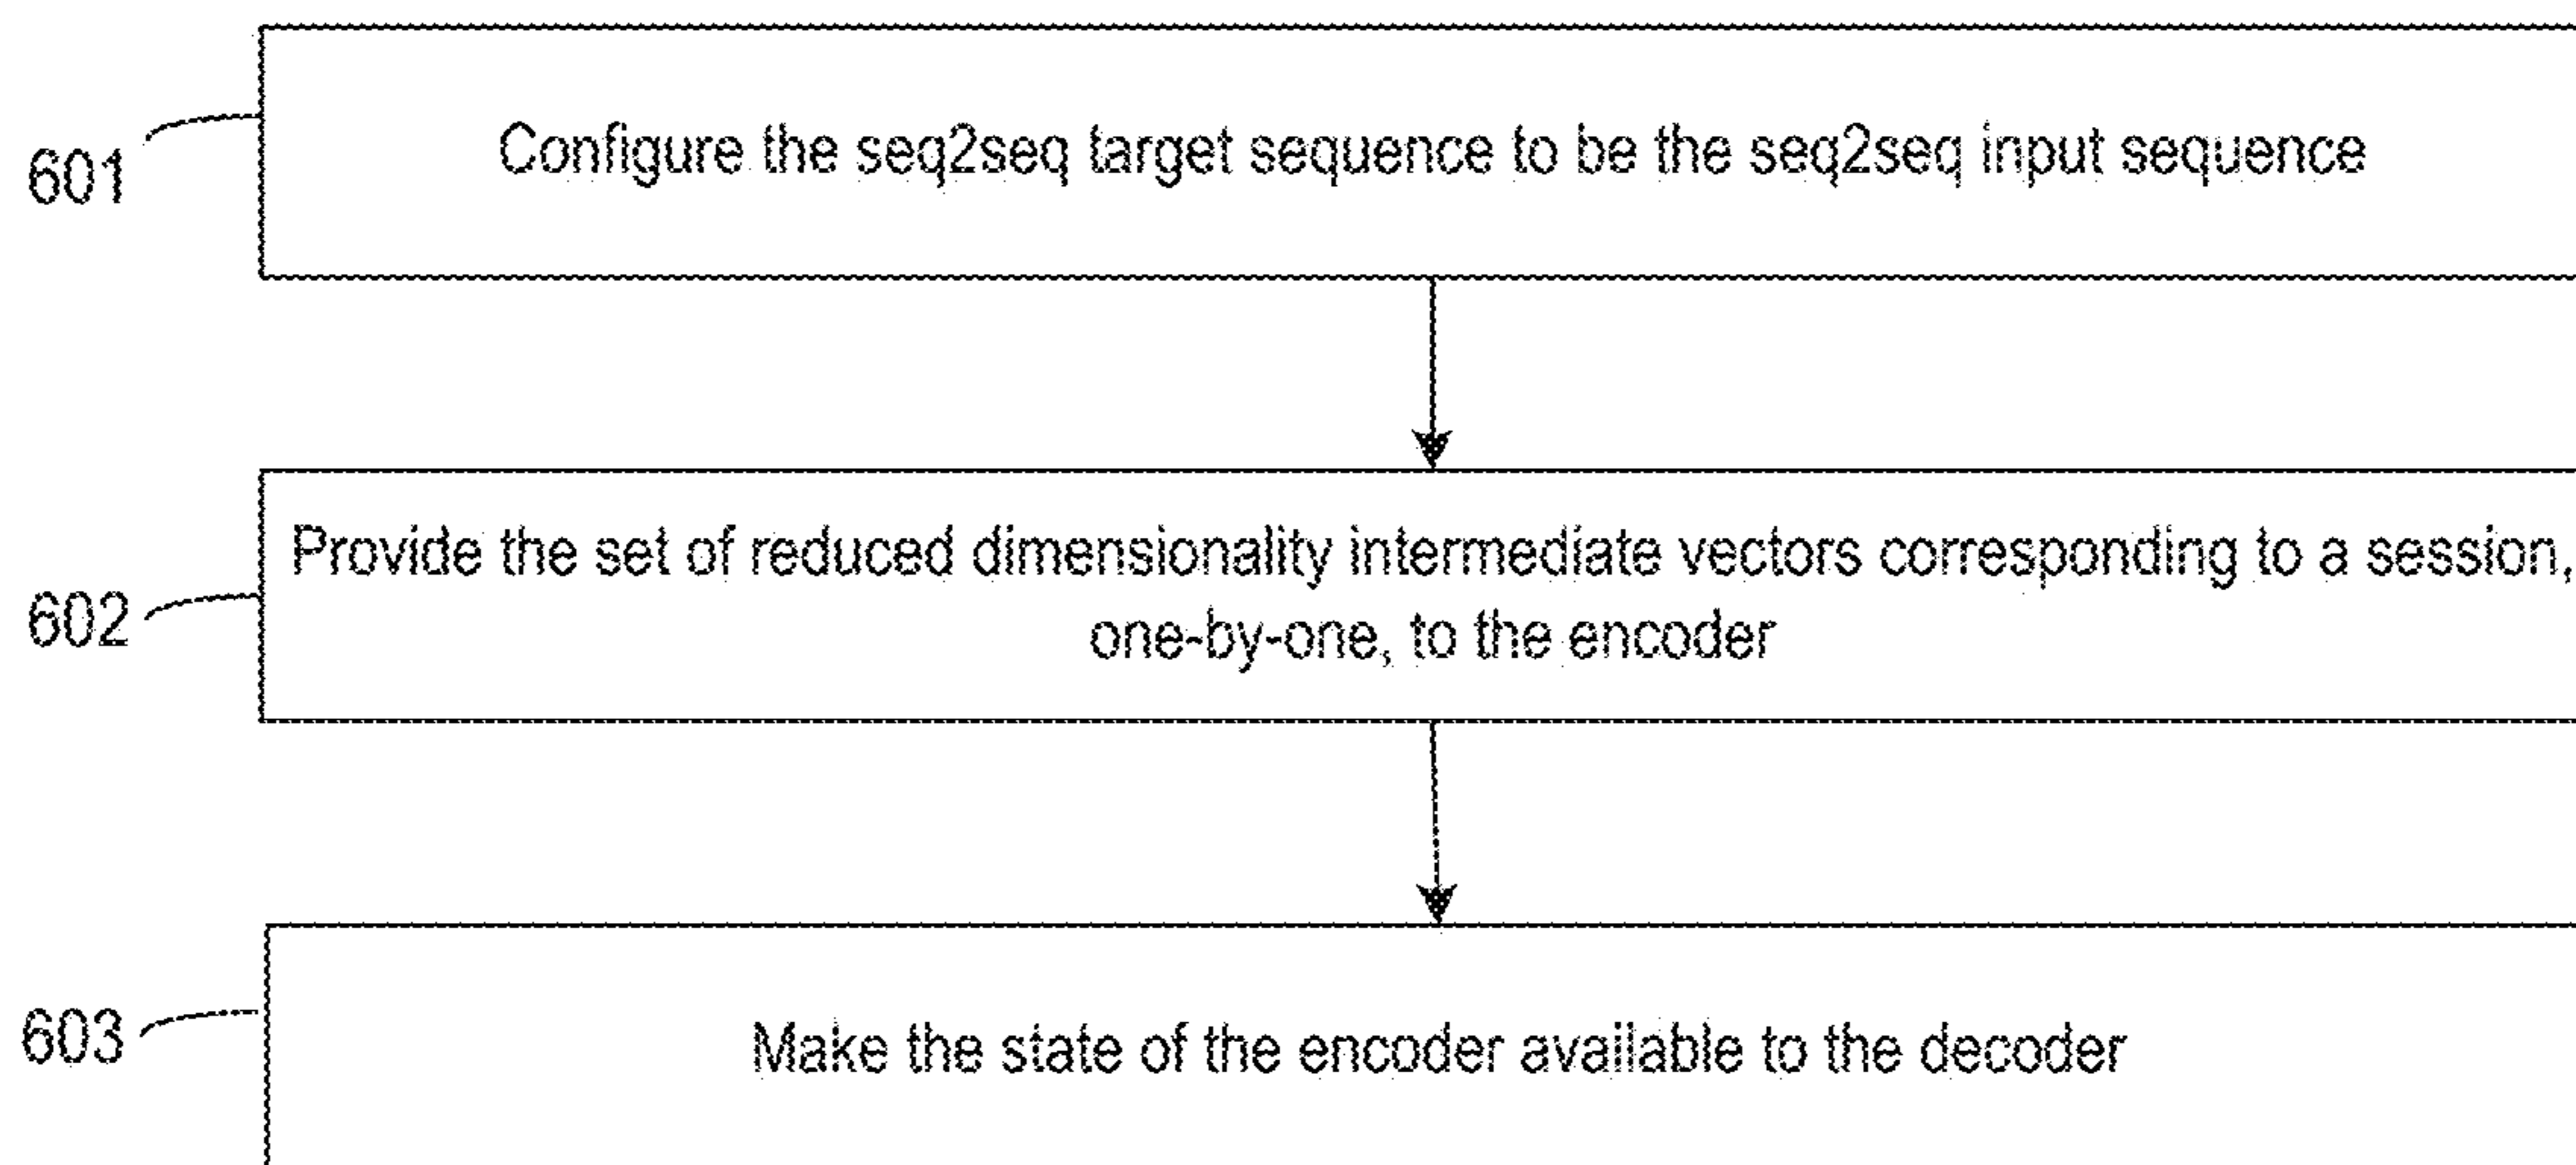 601
Configure the seq2seq target sequence to be the seq2seq input sequence
602
Provide the set of reduced dimensionality intermediate vectors corresponding to a session,
one-by-one, to the encoder
603
Make the state of the encoder available to the decoder